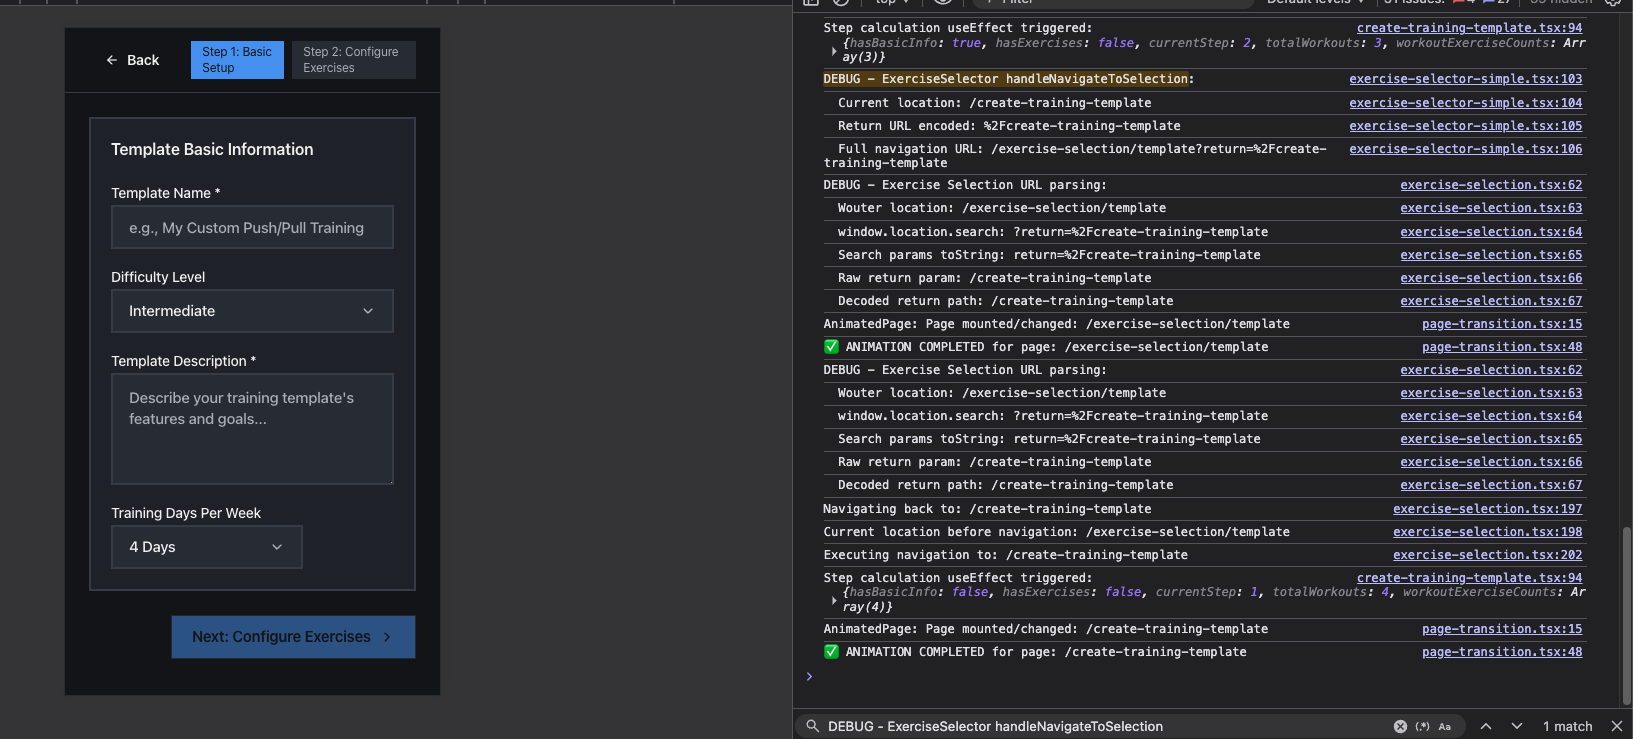 Back
Step 1: Basic
Setup
Step 2: Configure
Exercises
Template Basic Information
Template Name *
e.g., My Custom Push/Pull Training
Difficulty Level
Intermediate
Template Description *
Describe your training template's
features and goals...
Training Days Per Week
4 Days
Next: Configure Exercises
top
Filter
Default levels
Step calculation useEffect triggered: create-training-template.tsx:94
{hasBasicInfo: true, hasExercises: false, currentStep: 2, totalWorkouts: 3, workoutExerciseCounts: Arr
ay(3)}
DEBUG - ExerciseSelector handleNavigateToSelection: exercise-selector-simple.tsx:103
Current location: /create-training-template exercise-selector-simple.tsx:104
Return URL encoded: %2Fcreate-training-template exercise-selector-simple.tsx:105
Full navigation URL: /exercise-selection/template?return=%2Fcreate- exercise-selector-simple.tsx:106
training-template
DEBUG - Exercise Selection URL parsing: exercise-selection.tsx:62
Wouter location: /exercise-selection/template exercise-selection.tsx:63
window.location.search: ?return=%2Fcreate-training-template exercise-selection.tsx:64
Search params toString: return=%2Fcreate-training-template exercise-selection.tsx:65
Raw return param: /create-training-template exercise-selection.tsx:66
Decoded return path: /create-training-template exercise-selection.tsx:67
AnimatedPage: Page mounted/changed: /exercise-selection/template page-transition.tsx:15
✅ ANIMATION COMPLETED for page: /exercise-selection/template page-transition.tsx:48
DEBUG - Exercise Selection URL parsing: exercise-selection.tsx:62
Wouter location: /exercise-selection/template exercise-selection.tsx:63
window.location.search: ?return=%2Fcreate-training-template exercise-selection.tsx:64
Search params toString: return=%2Fcreate-training-template exercise-selection.tsx:65
Raw return param: /create-training-template exercise-selection.tsx:66
Decoded return path: /create-training-template exercise-selection.tsx:67
Navigating back to: /create-training-template exercise-selection.tsx:197
Current location before navigation: /exercise-selection/template exercise-selection.tsx:198
Executing navigation to: /create-training-template exercise-selection.tsx:202
Step calculation useEffect triggered: create-training-template.tsx:94
{hasBasicInfo: false, hasExercises: false, currentStep: 1, totalWorkouts: 4, workoutExerciseCounts: Ar
ray(4)}
AnimatedPage: Page mounted/changed: /create-training-template page-transition.tsx:15
✅ ANIMATION COMPLETED for page: /create-training-template page-transition.tsx:48
DEBUG - ExerciseSelector handleNavigateToSelection (.*) Aa 1 match